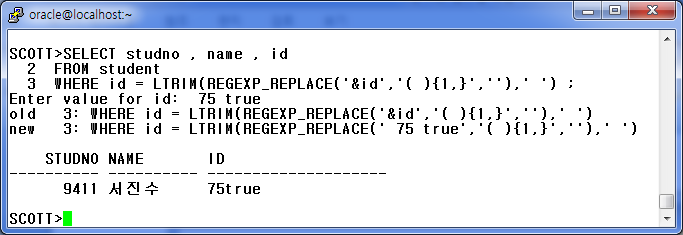 oracle@localhost:~
SCOTT>SELECT studno , name , id
  2  FROM student
  3  WHERE id = LTRIM(REGEXP_REPLACE('&id','( ){1,}',''),' ') ;
Enter value for id:  75 true
old   3: WHERE id = LTRIM(REGEXP_REPLACE('&id','( ){1,}',''),' ')
new   3: WHERE id = LTRIM(REGEXP_REPLACE(' 75 true','( ){1,}',''),' ')
    STUDNO NAME       ID
---------- ---------- --------------------
      9411 서진수     75true
SCOTT>